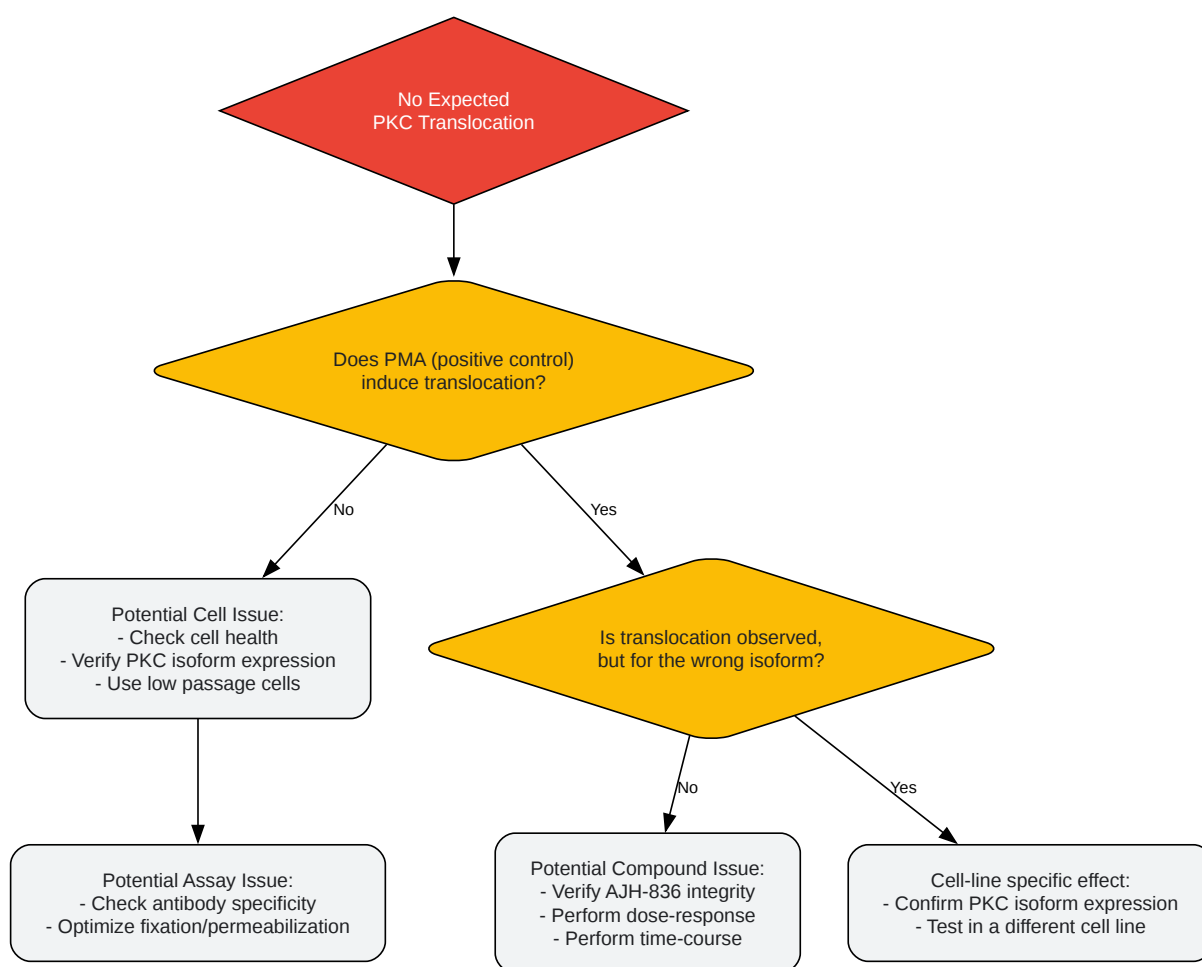 No Expected
PKC Translocation
Does PMA (positive control)
induce translocation?
No
Yes
Potential Cell Issue:
- Check cell health
- Verify PKC isoform expression
- Use low passage cells
Is translocation observed,
but for the wrong isoform?
No
Yes
Potential Assay Issue:
- Check antibody specificity
- Optimize fixation/permeabilization
Potential Compound Issue:
- Verify AJH-836 integrity
- Perform dose-response
- Perform time-course
Cell-line specific effect:
- Confirm PKC isoform expression
- Test in a different cell line